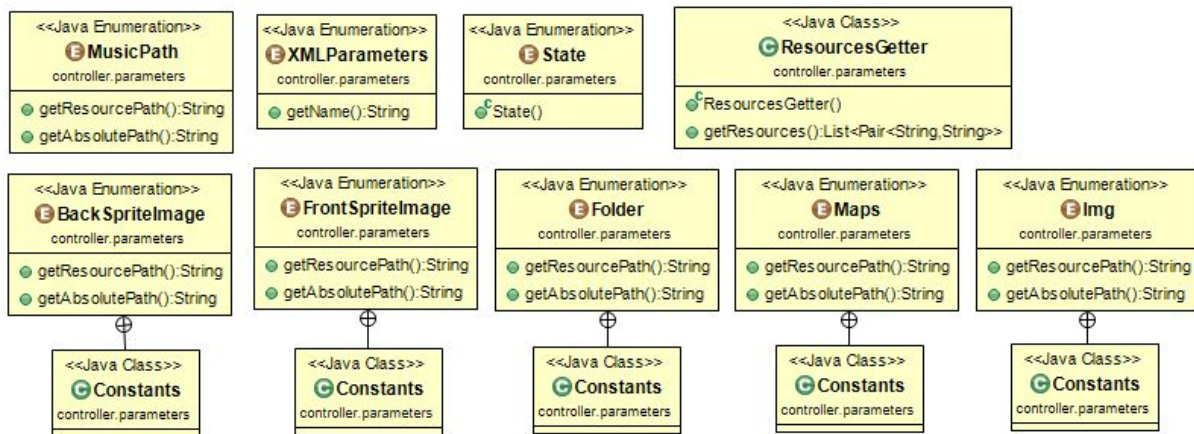 <<Java Enumeration>>
E MusicPath
controller.parameters
getResourcePath():String
getAbsolutePath():String
<<Java Enumeration>>
E XMLParameters
controller.parameters
getName():String
<<Java Enumeration>>
E State
controller.parameters
C State()
<<Java Class>>
C ResourcesGetter
controller.parameters
C ResourcesGetter()
getResources():List<Pair<String,String>>
<<Java Enumeration>>
E BackSpriteImage
controller.parameters
getResourcePath():String
getAbsolutePath():String
<<Java Enumeration>>
E FrontSpriteImage
controller.parameters
getResourcePath():String
getAbsolutePath():String
<<Java Enumeration>>
E Folder
controller.parameters
getResourcePath():String
getAbsolutePath():String
<<Java Enumeration>>
E Maps
controller.parameters
getResourcePath():String
getAbsolutePath():String
<<Java Enumeration>>
E Img
controller.parameters
getResourcePath():String
getAbsolutePath():String
<<Java Class>>
C Constants
controller.parameters
<<Java Class>>
C Constants
controller.parameters
<<Java Class>>
C Constants
controller.parameters
<<Java Class>>
C Constants
controller.parameters
<<Java Class>>
C Constants
controller.parameters